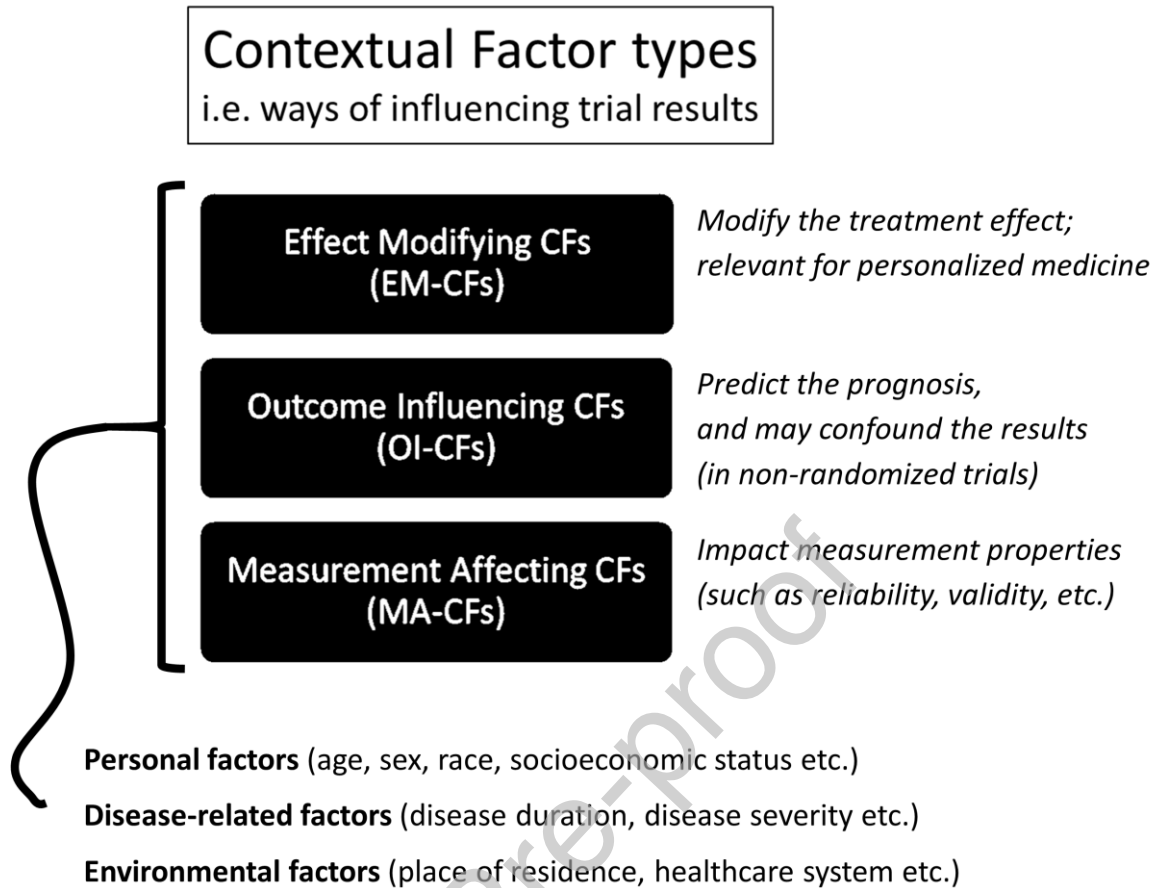 Contextual Factor types
i.e. ways of influencing trial results
Effect Modifying CFs
(EM-CFs)
Modify the treatment effect;
relevant for personalized medicine
Outcome Influencing CFs
(OI-CFs)
Predict the prognosis,
and may confound the results
(in non-randomized trials)
Measurement Affecting CFs
(MA-CFs)
Impact measurement properties
(such as reliability, validity, etc.)
Personal factors (age, sex, race, socioeconomic status etc.)
Disease-related factors (disease duration, disease severity etc.)
Environmental factors (place of residence, healthcare system etc.)
re-proof